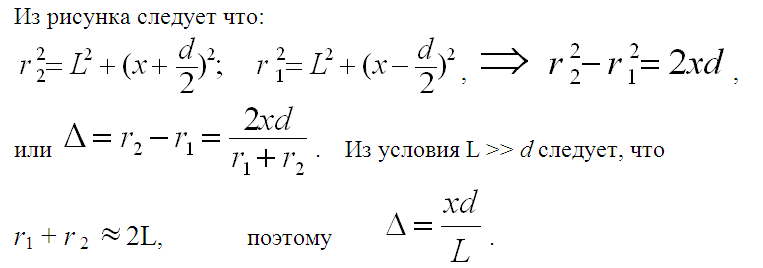 Из рисунка следует что:
r₂² = L² + (x + d/2)²; r₁² = L² + (x − d/2)², ⟹ r₂² − r₁² = 2xd,
или Δ = r₂ − r₁ = 2xd/(r₁ + r₂). Из условия L >> d следует, что
r₁ + r₂ ≈ 2L, поэтому Δ = xd/L.